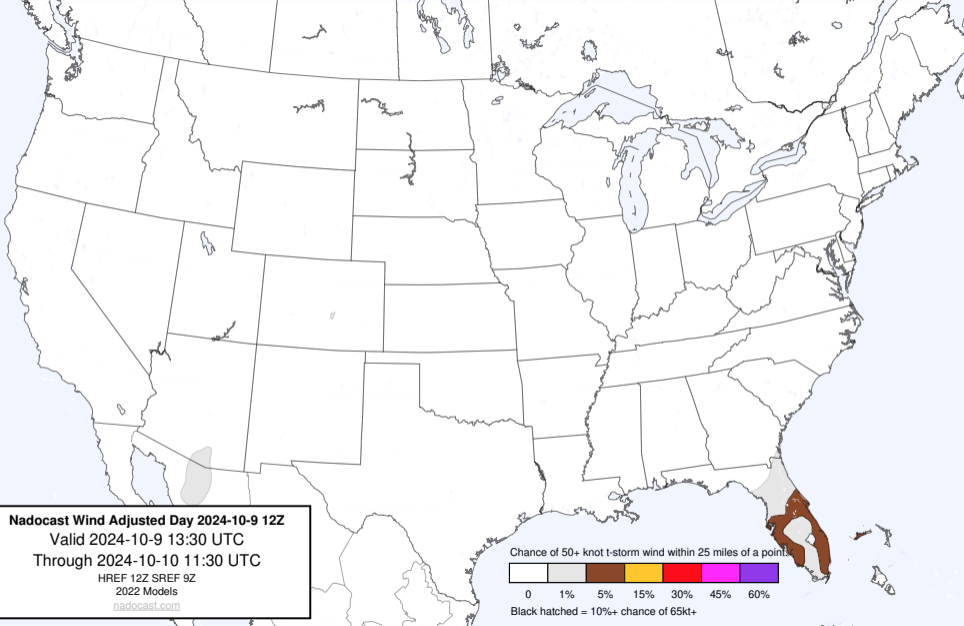 Nadocast Wind Adjusted Day 2024-10-9 12Z
Valid 2024-10-9 13:30 UTC
Through 2024-10-10 11:30 UTC
HREF 12Z SREF 9Z
2022 Models
nadocast.com
Chance of 50+ knot t-storm wind within 25 miles of a point.
0 1% 5% 15% 30% 45% 60%
Black hatched = 10%+ chance of 65kt+